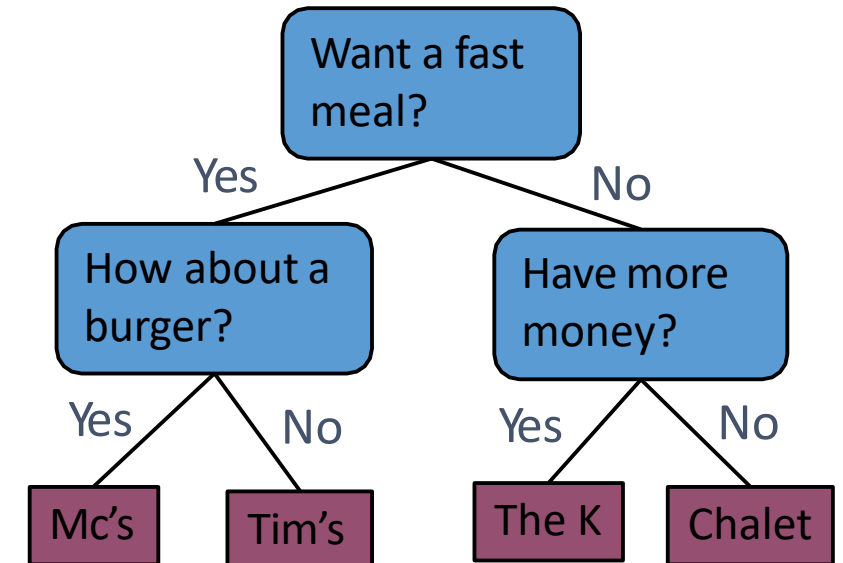 Want a fast
meal?
Yes
No
How about a
burger?
Have more
money?
Yes
No
Yes
No
Mc’s
Tim’s
The K
Chalet